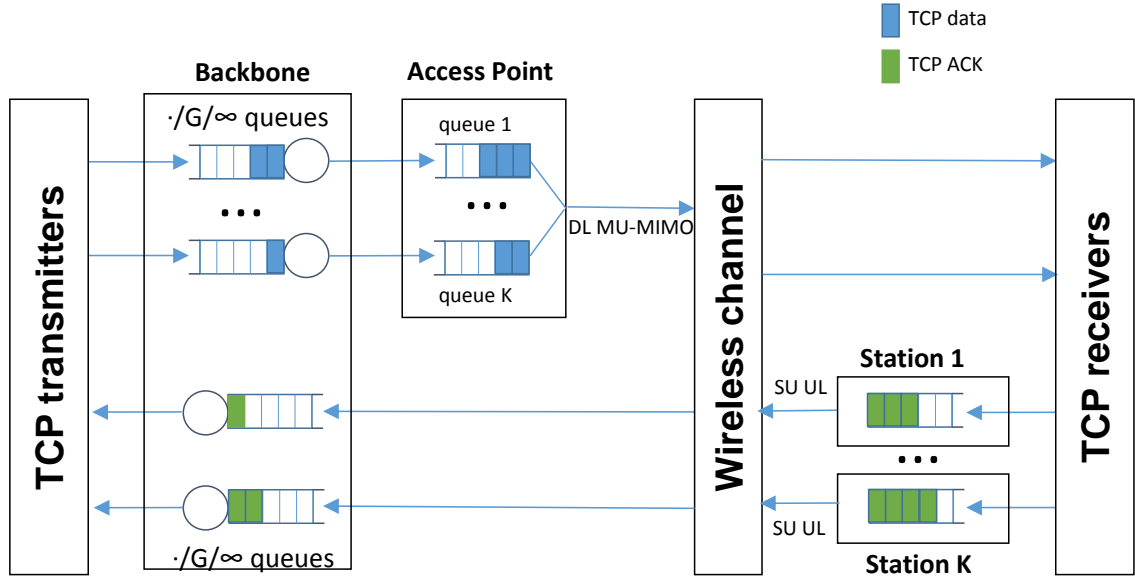 TCP data
TCP ACK
Backbone
Access Point
·/G/∞ queues
queue 1
...
...
DL MU-MIMO
queue K
TCP transmitters
Wireless channel
TCP receivers
Station 1
SU UL
...
SU UL
Station K
·/G/∞ queues